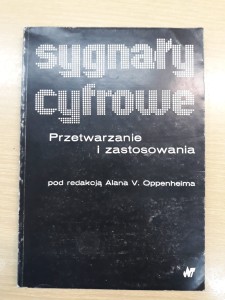 sygnały
cyfrowe
Przetwarzanie
i zastosowania
pod redakcją Alana V. Oppenheima